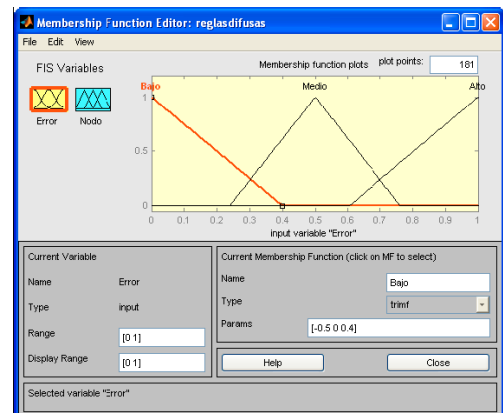 Membership Function Editor: reglasdifusas
File Edit View
FIS Variables
Membership function plots plot points: 181
Error Nodo
Bajo Medio Alto
1
0.5
0
0 0.1 0.2 0.3 0.4 0.5 0.6 0.7 0.8 0.9 1
input variable "Error"
Current Variable
Name Error
Type input
Range [0 1]
Display Range [0 1]
Current Membership Function (click on MF to select)
Name Bajo
Type trimf
Params [-0.5 0 0.4]
Help Close
Selected variable "Error"